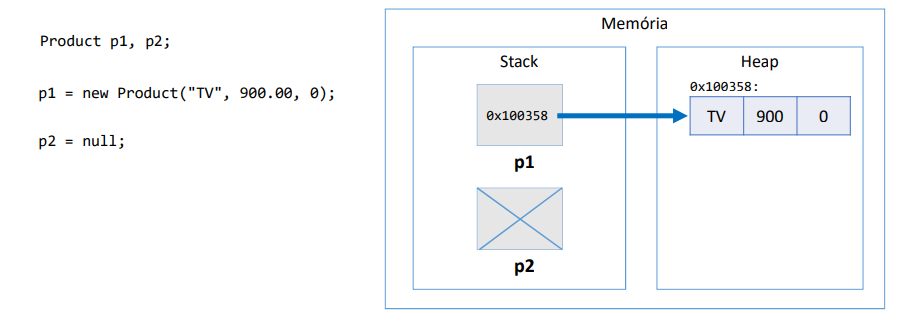 Product p1, p2;
p1 = new Product("TV", 900.00, 0);
p2 = null;
Memória
Stack
0x100358
p1
p2
Heap
0x100358:
TV 900 0